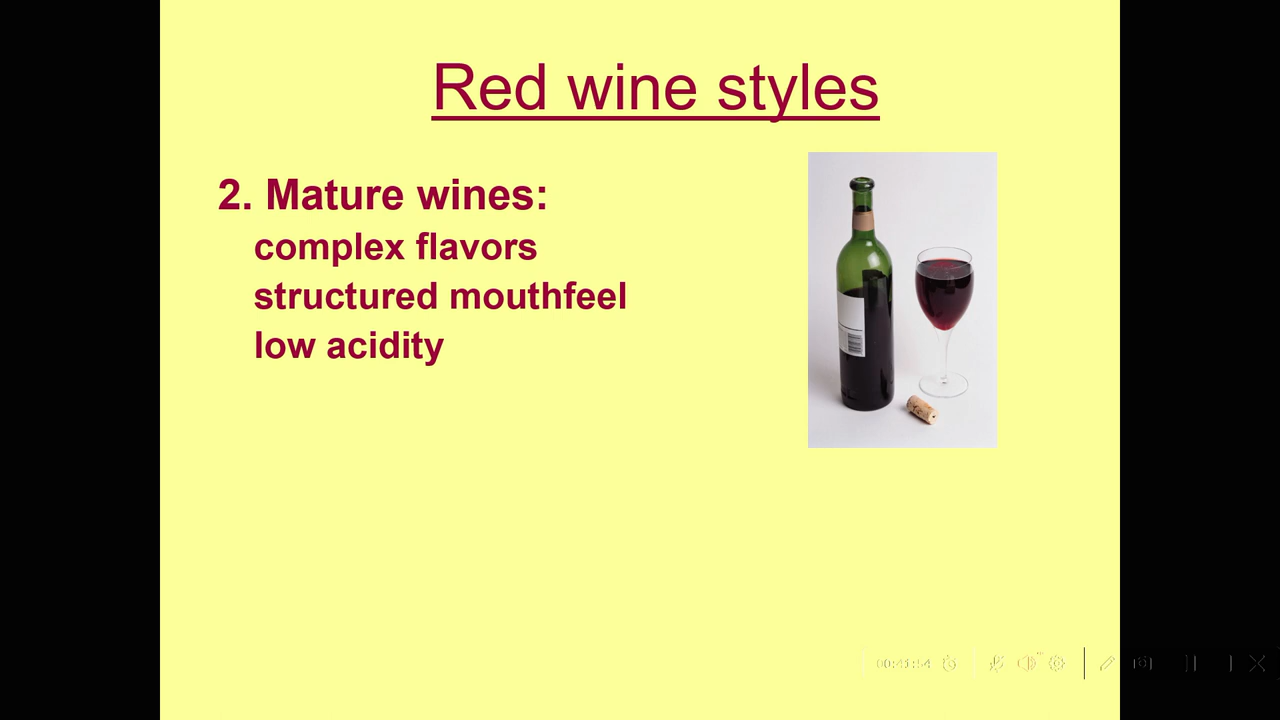 Red wine styles
2. Mature wines:
complex flavors
structured mouthfeel
low acidity